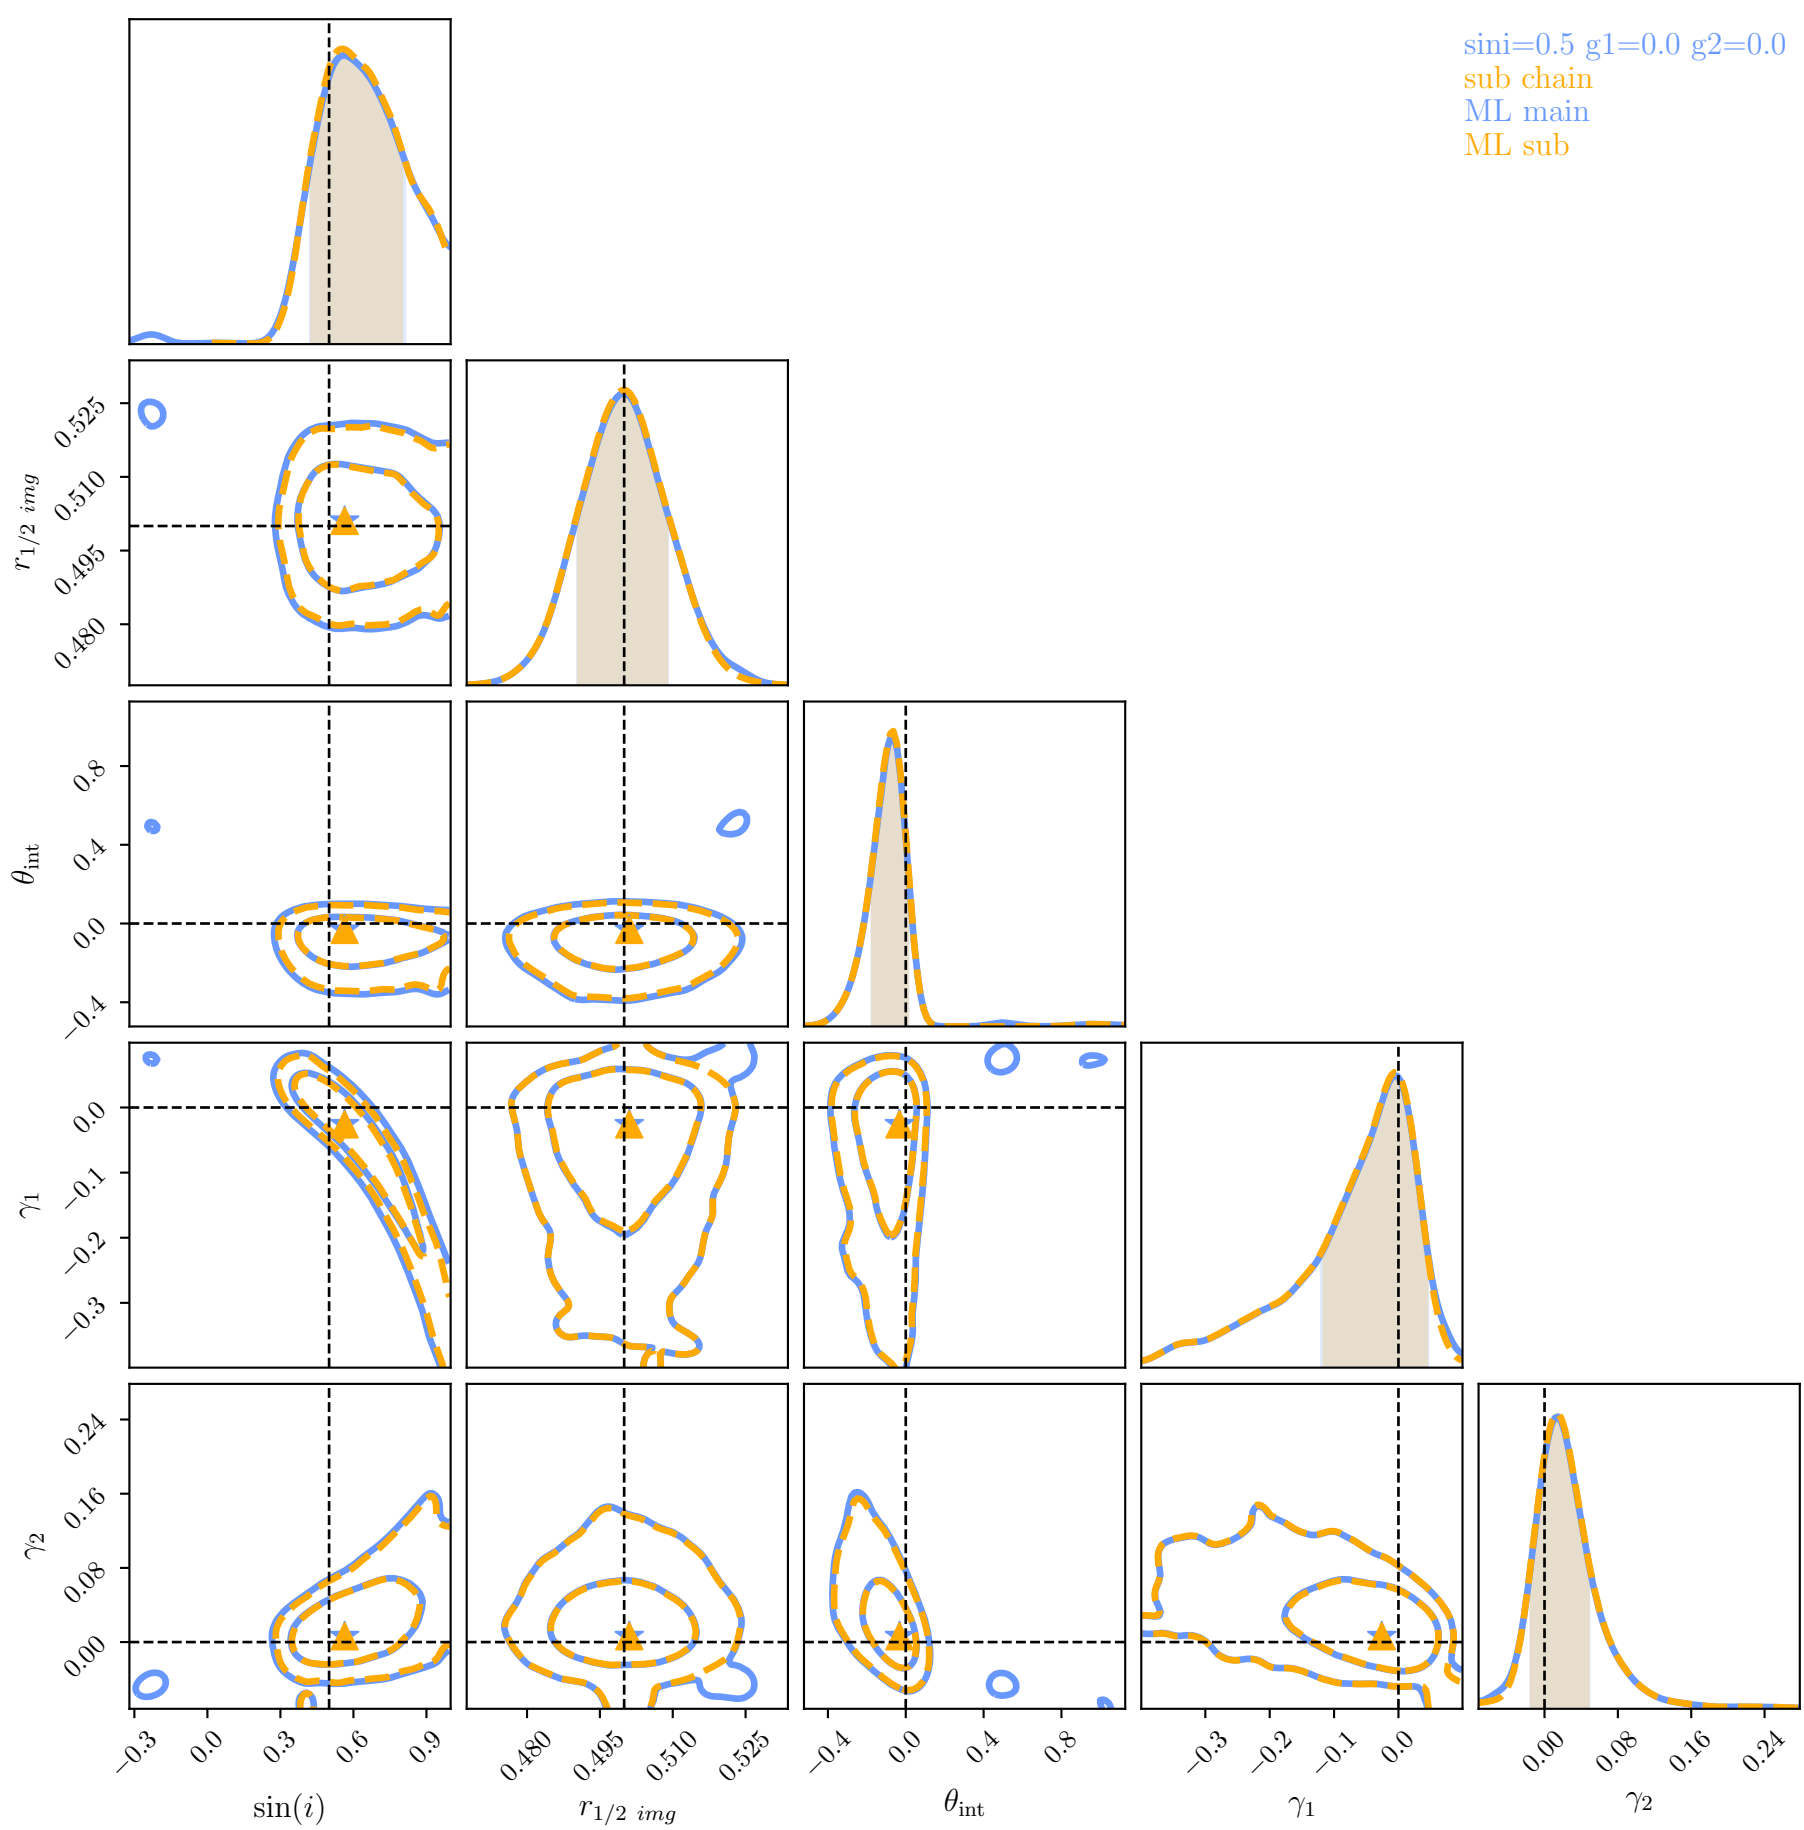 sini=0.5 g1=0.0 g2=0.0
sub chain
ML main
ML sub
0.525
0.510
0.495
0.480
r1/2 img
0.8
0.4
0.0
−0.4
θint
0.0
−0.1
−0.2
−0.3
γ1
0.24
0.16
0.08
0.00
γ2
−0.3 0.0 0.3 0.6 0.9 0.480 0.495 0.510 0.525 −0.4 0.0 0.4 0.8 −0.3 −0.2 −0.1 0.0 0.00 0.08 0.16 0.24
sin(i) r1/2 img θint γ1 γ2